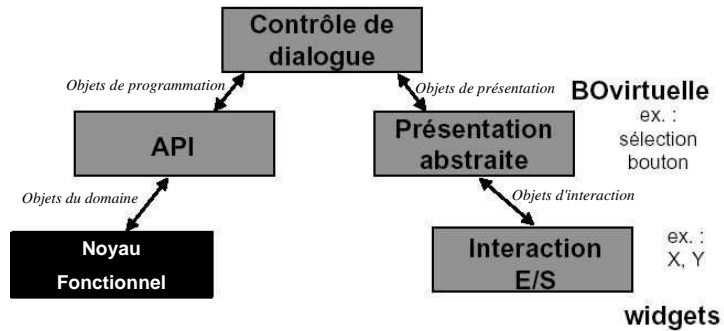 Contrôle de
dialogue
Objets de programmation
Objets de présentation
BOvirtuelle
ex. :
sélection
bouton
API
Présentation
abstraite
Objets du domaine
Objets d'interaction
Noyau
Fonctionnel
Interaction
E/S
ex. :
X, Y
widgets